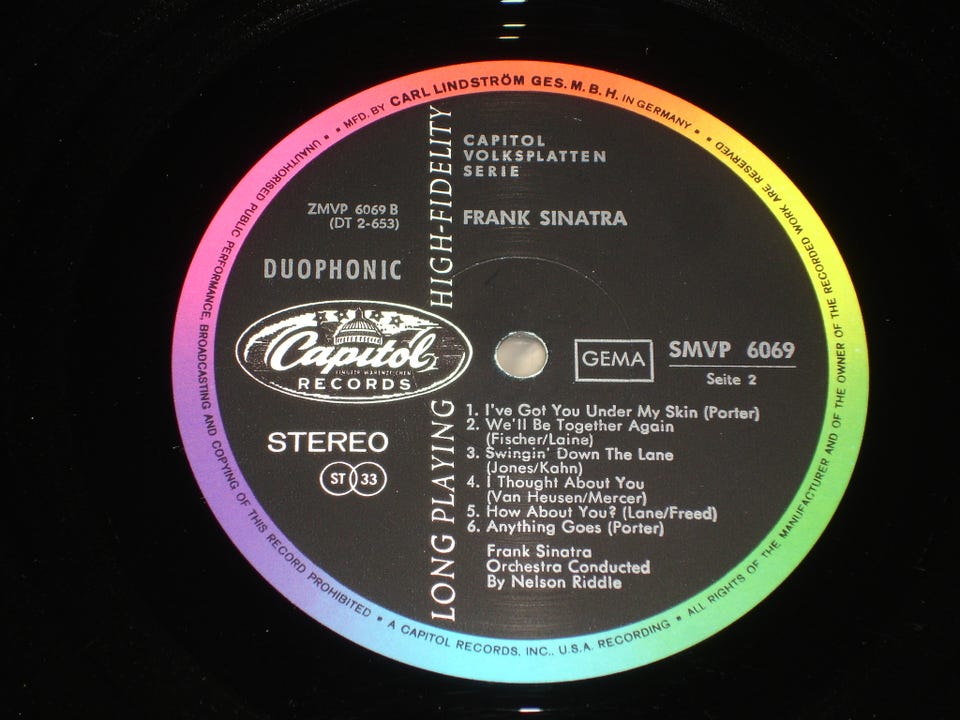 MFD. BY CARL LINDSTRÖM GES. M. B. H. IN GERMANY
ALL RIGHTS OF THE MANUFACTURER AND OF THE OWNER OF THE RECORDED WORK ARE RESERVED
UNAUTHORISED PUBLIC PERFORMANCE, BROADCASTING AND COPYING OF THIS RECORD PROHIBITED
A CAPITOL RECORDS, INC., U.S.A. RECORDING
LONG PLAYING HIGH-FIDELITY
CAPITOL
VOLKSPLATTEN
SERIE
ZMVP 6069 B
(DT 2-653)
FRANK SINATRA
DUOPHONIC
Capitol
RECORDS
GEMA
SMVP 6069
Seite 2
STEREO
ST 33
1. I've Got You Under My Skin (Porter)
2. We'll Be Together Again
(Fischer/Laine)
3. Swingin' Down The Lane
(Jones/Kahn)
4. I Thought About You
(Van Heusen/Mercer)
5. How About You? (Lane/Freed)
6. Anything Goes (Porter)
Frank Sinatra
Orchestra Conducted
By Nelson Riddle